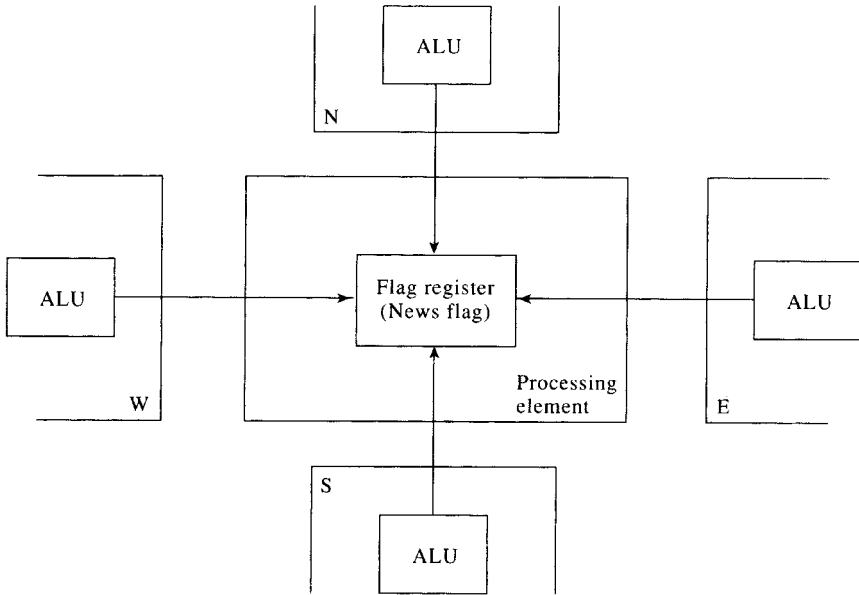 ALU
N
ALU
W
Flag register
(News flag)
Processing
element
ALU
E
S
ALU